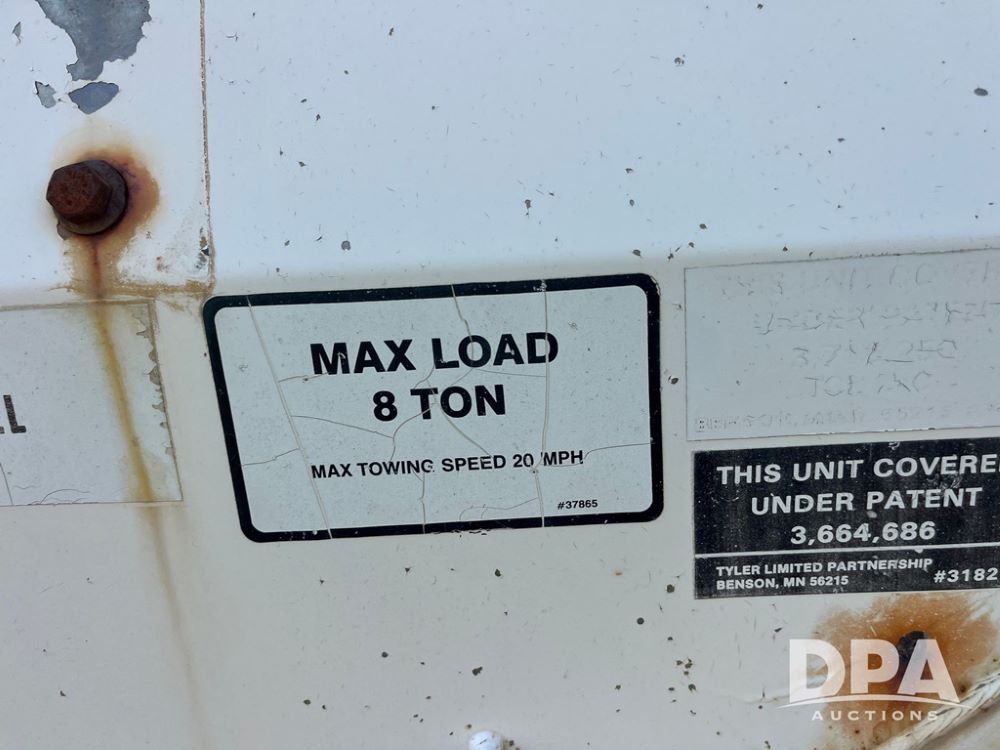 LL
MAX LOAD
8 TON
MAX TOWING SPEED 20 MPH
#37865
THIS UNIT COVERE
UNDER PATENT
3,664,686
TYLER LIMITED PARTNERSHIP
BENSON, MN 56215
#3182
DPA
AUCTIONS